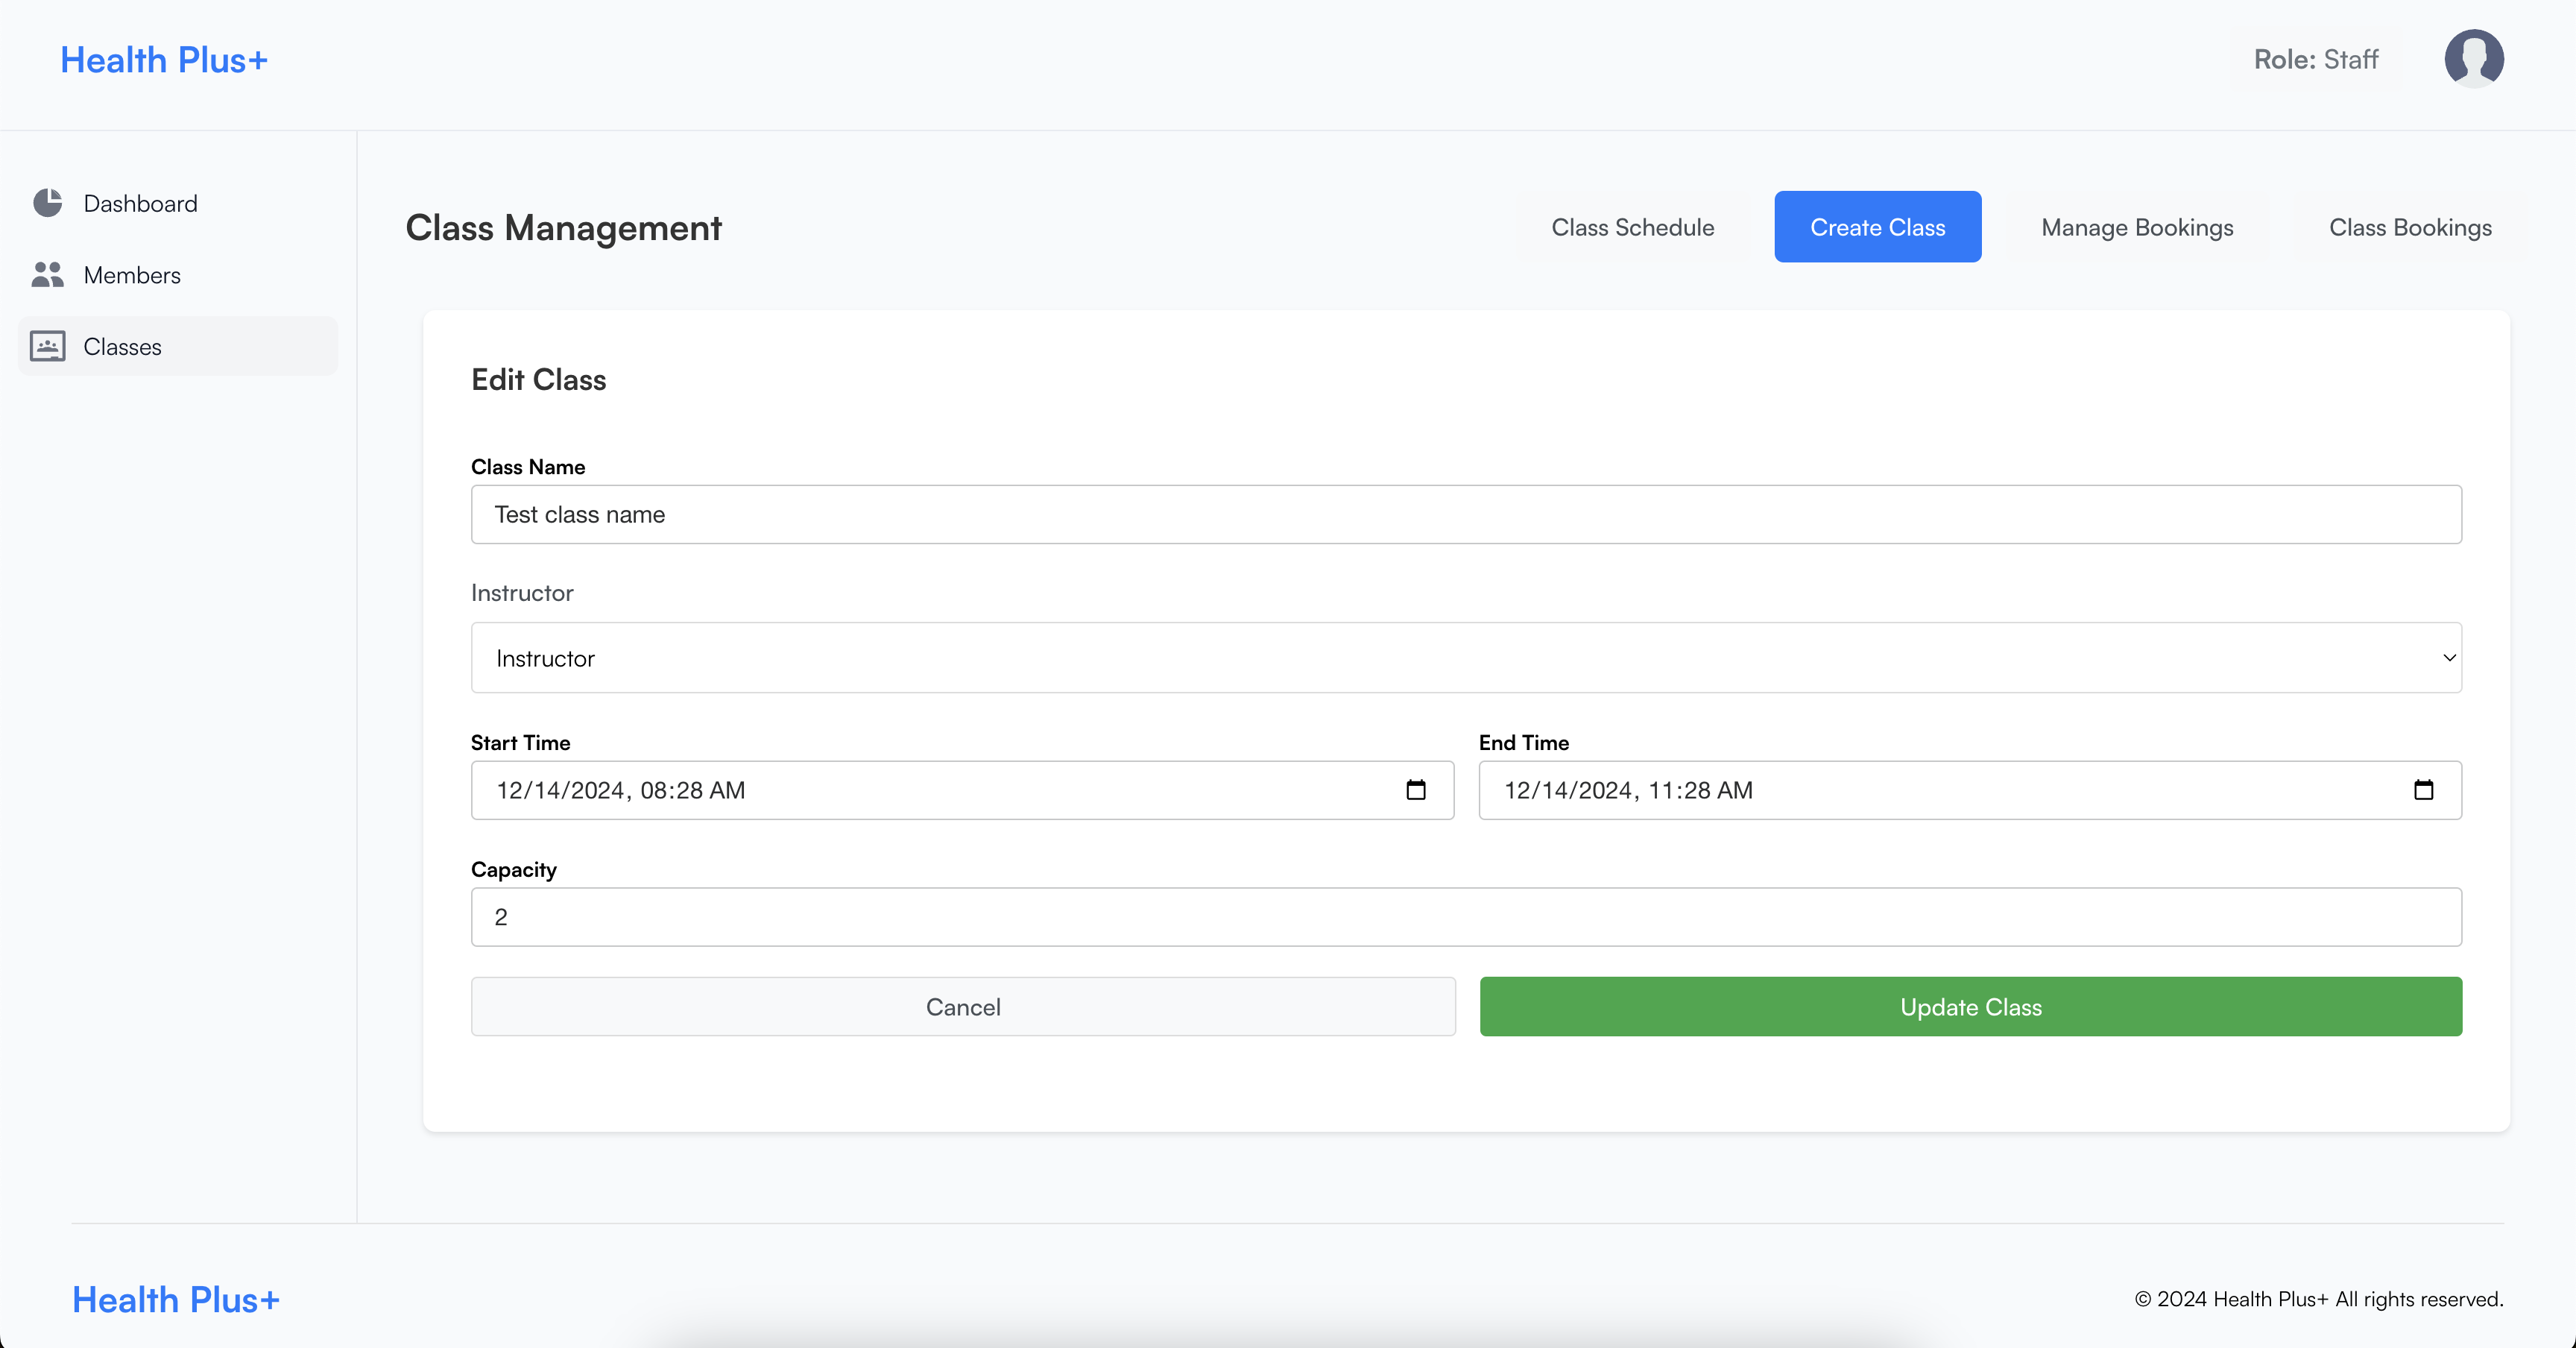 Health Plus+
Role: Staff
Dashboard
Members
Classes
Class Management
Class Schedule
Create Class
Manage Bookings
Class Bookings
Edit Class
Class Name
Test class name
Instructor
Instructor
Start Time
End Time
12/14/2024, 08:28 AM
12/14/2024, 11:28 AM
Capacity
2
Cancel
Update Class
Health Plus+
© 2024 Health Plus+ All rights reserved.